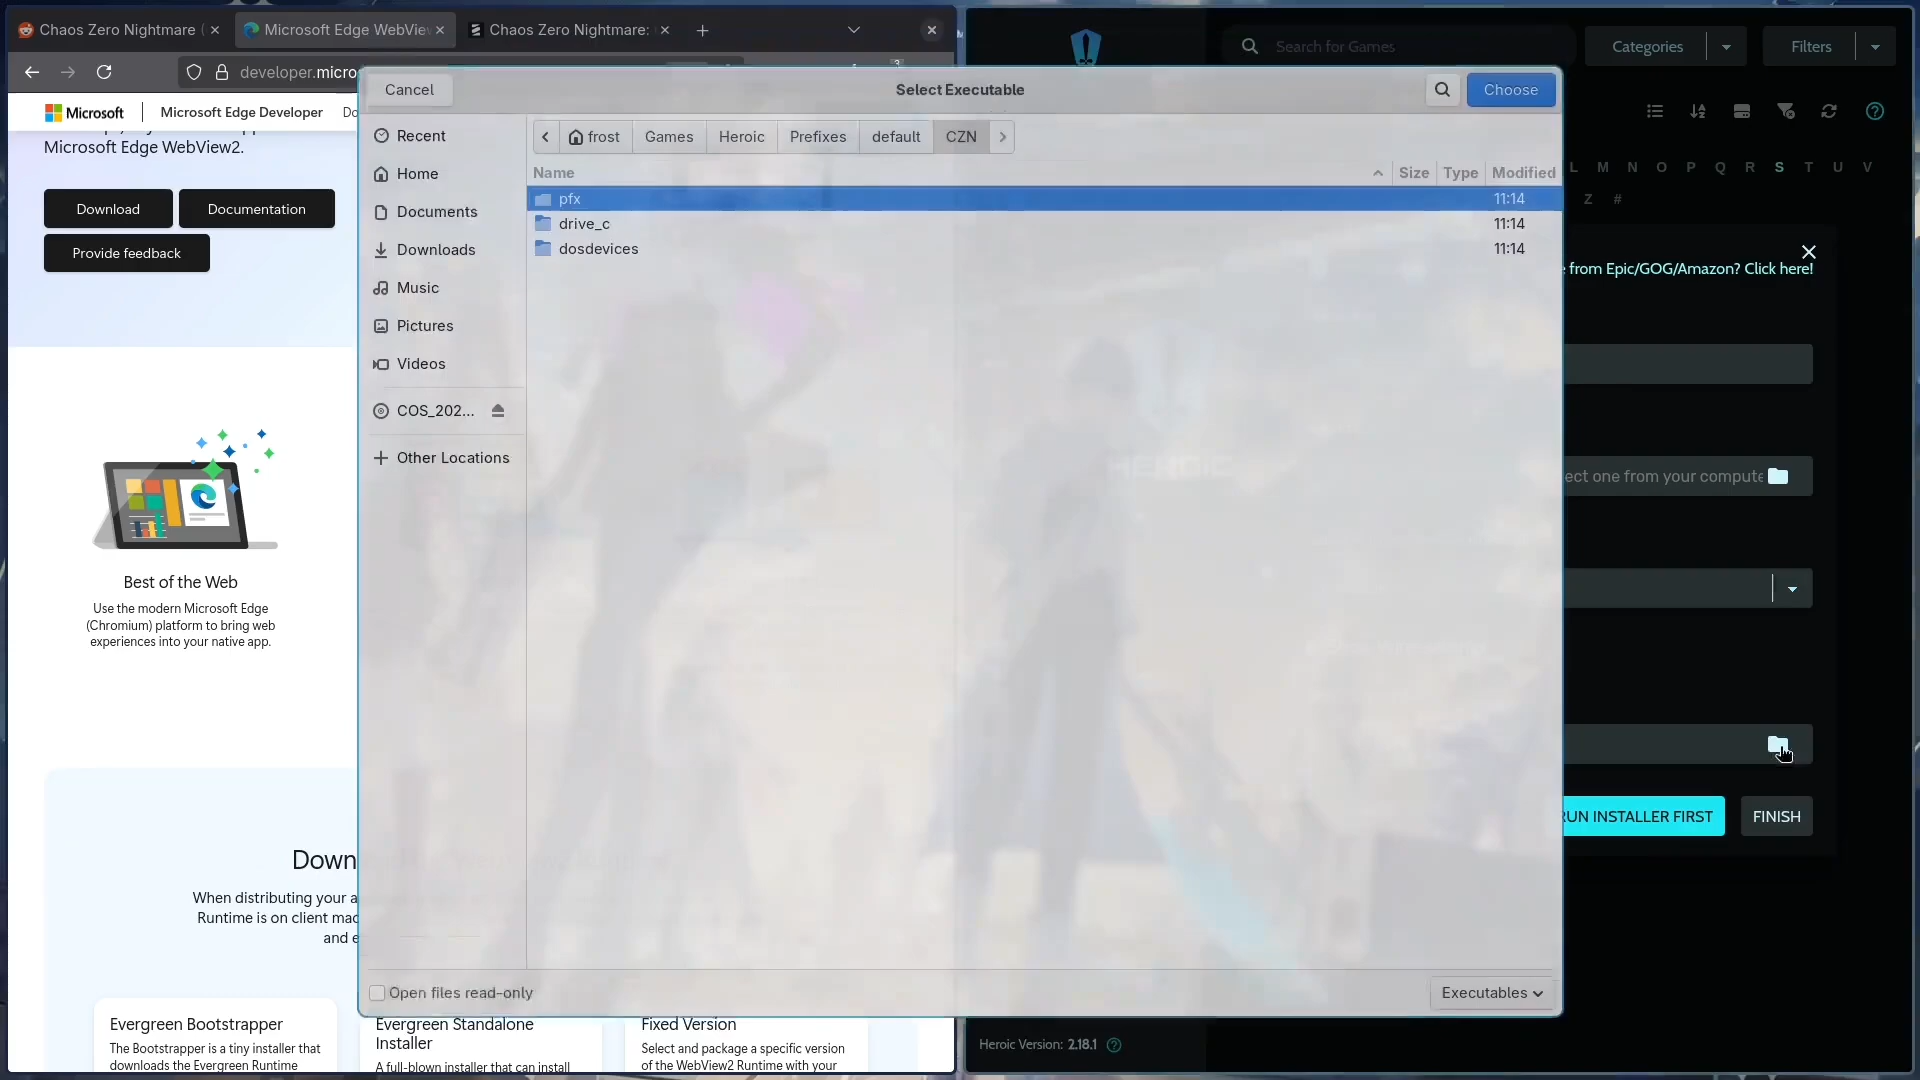 Chaos Zero Nightmare (
Microsoft Edge WebView
Chaos Zero Nightmare:
developer.micro
Microsoft
Microsoft Edge Developer
Do
Microsoft Edge WebView2.
Download
Documentation
Provide feedback
Best of the Web
Use the modern Microsoft Edge
(Chromium) platform to bring web
experiences into your native app.
Down
When distributing your a
Runtime is on client mac
and e
Evergreen Bootstrapper
The Bootstrapper is a tiny installer that
downloads the Evergreen Runtime
Evergreen Standalone
Installer
A full-blown installer that can install
Fixed Version
Select and package a specific version
of the WebView2 Runtime with your
Cancel
Select Executable
Choose
Recent
Home
Documents
Downloads
Music
Pictures
Videos
COS_202...
Other Locations
frost
Games
Heroic
Prefixes
default
CZN
Name
Size
Type
Modified
pfx
11:14
drive_c
11:14
dosdevices
11:14
HEROIC
Open files read-only
Executables
Search for Games
Categories
Filters
L M N O P Q R S T U V
Z #
e from Epic/GOG/Amazon? Click here!
ect one from your compute
RUN INSTALLER FIRST
FINISH
Heroic Version: 2.18.1